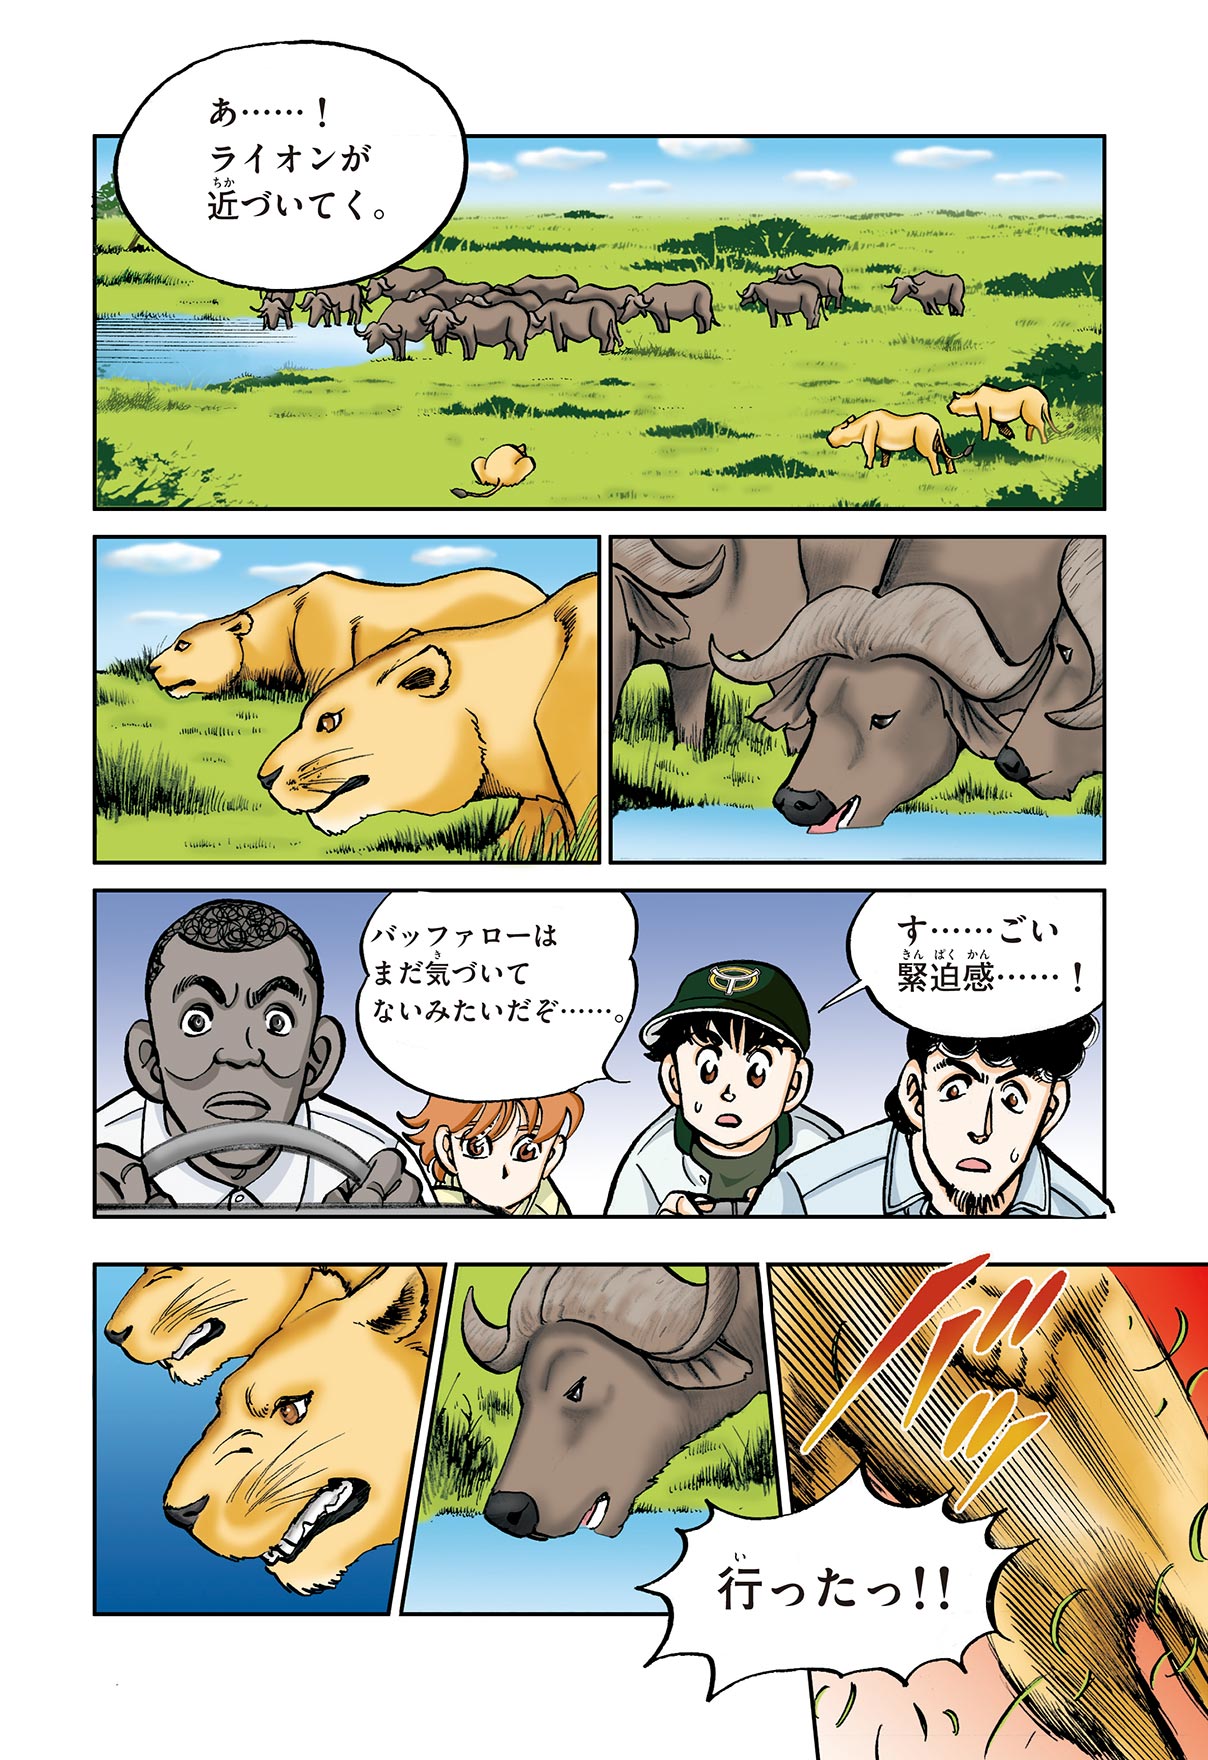 あ……！
ライオンが
近づいてく。
バッファローは
まだ気づいて
ないみたいだぞ……。
す……ごい
緊迫感……！
ザッ
行ったっ!!